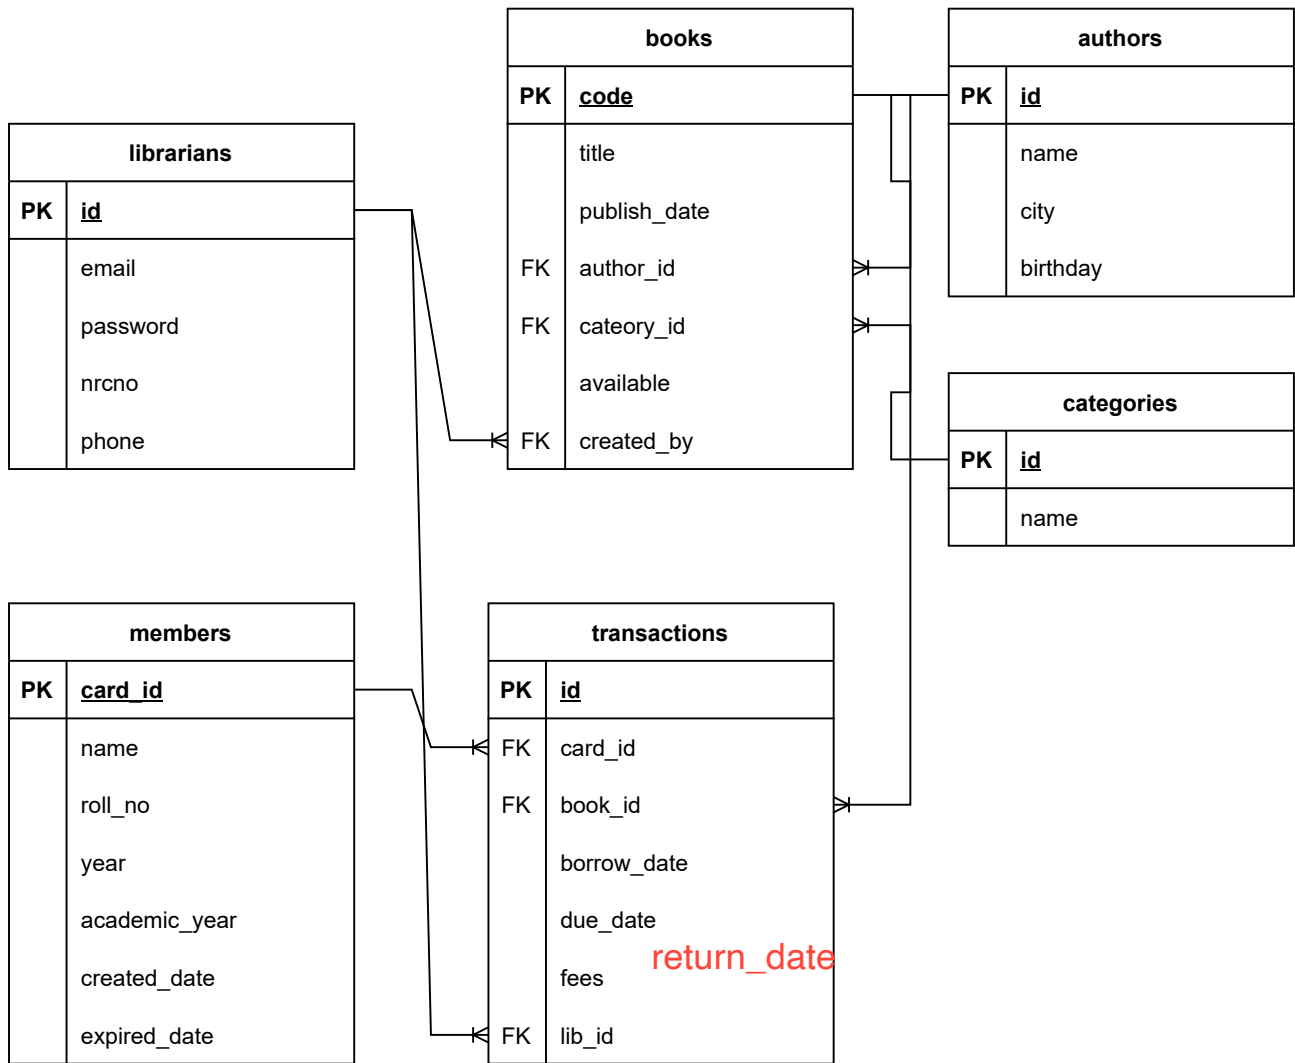 books
PK code
title
publish_date
FK author_id
FK cateory_id
available
FK created_by
authors
PK id
name
city
birthday
librarians
PK id
email
password
nrcno
phone
categories
PK id
name
members
PK card_id
name
roll_no
year
academic_year
created_date
expired_date
transactions
PK id
FK card_id
FK book_id
borrow_date
due_date
return_date
fees
FK lib_id